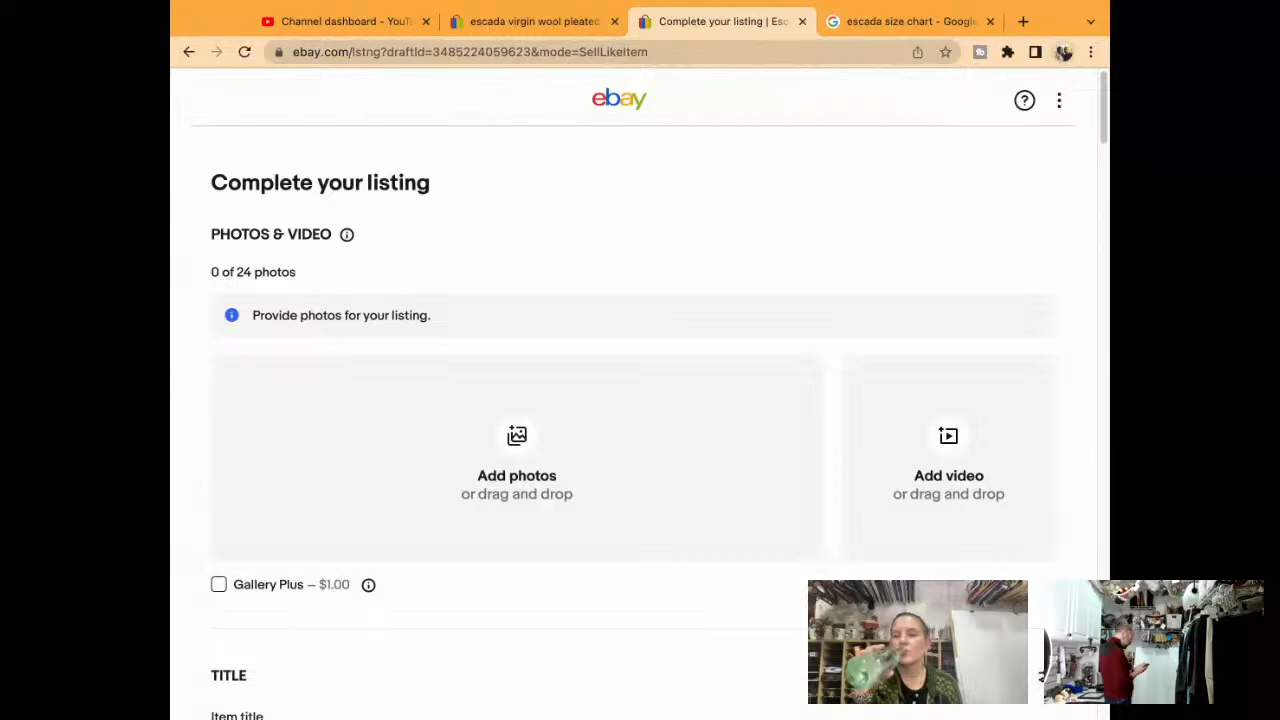 Channel dashboard - YouTu
escada virgin wool pleated
Complete your listing | Esc
escada size chart - Google
ebay.com/lstng?draftId=3485224059623&mode=SellLikeItem
ebay
Complete your listing
PHOTOS & VIDEO
0 of 24 photos
Provide photos for your listing.
Add photos
or drag and drop
Add video
or drag and drop
Gallery Plus – $1.00
TITLE
Item title